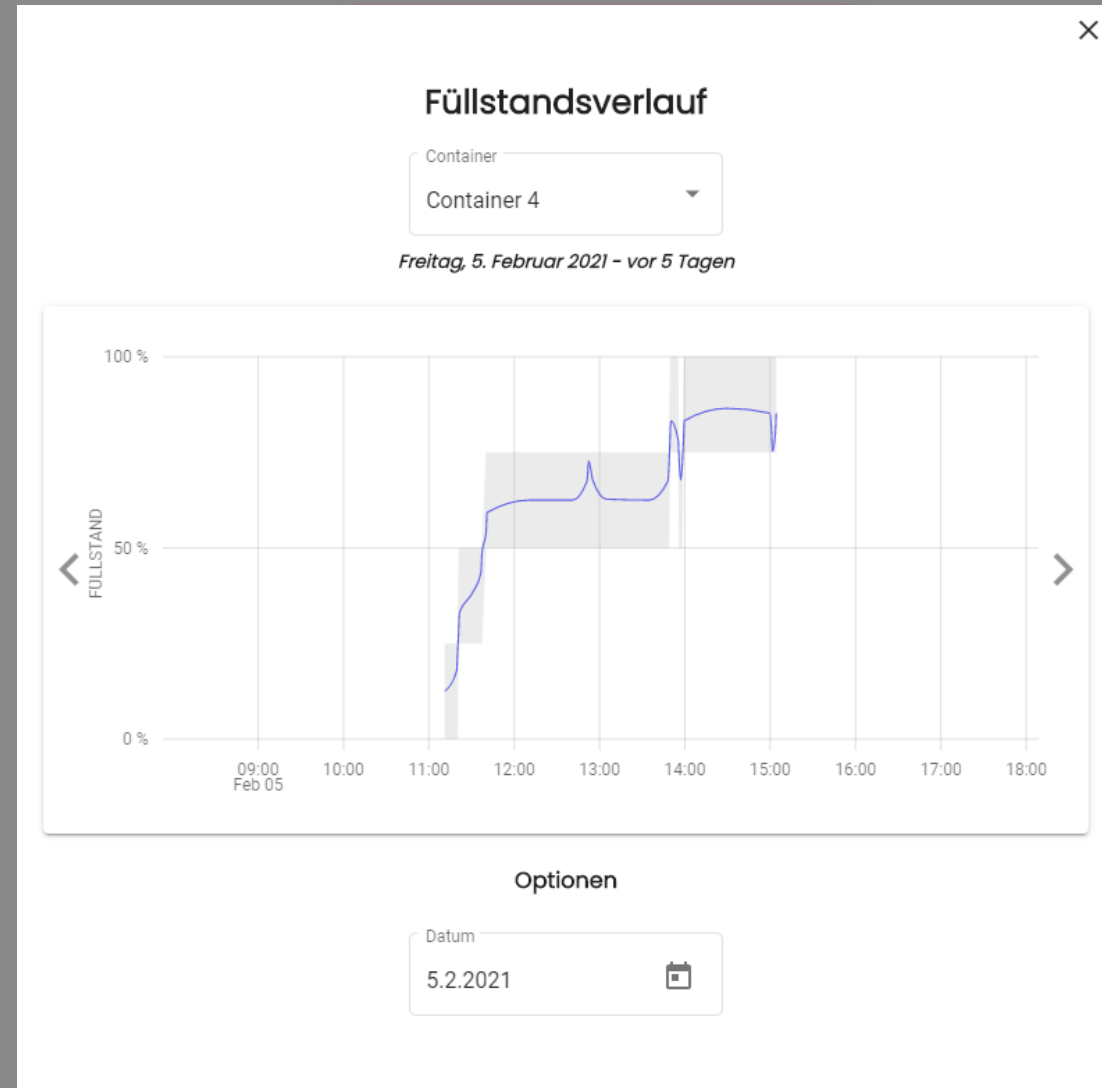 Füllstandsverlauf
Container
Container 4
Freitag, 5. Februar 2021 - vor 5 Tagen
100 %
50 %
0 %
FÜLLSTAND
09:00 10:00 11:00 12:00 13:00 14:00 15:00 16:00 17:00 18:00
Feb 05
Optionen
Datum
5.2.2021